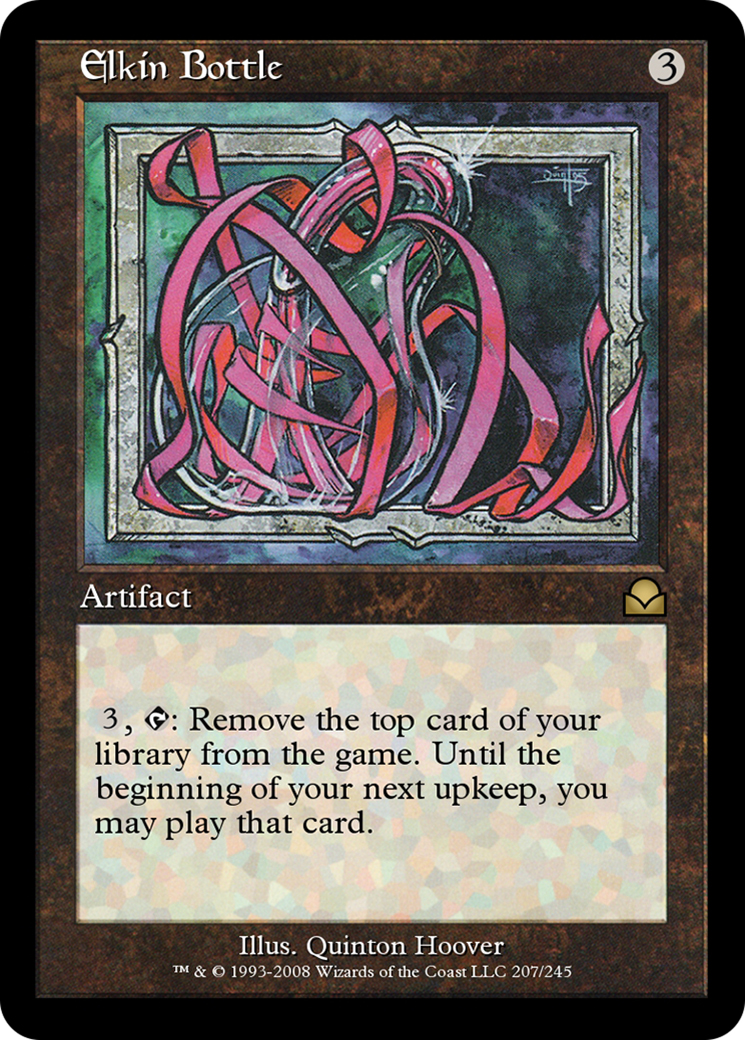 Elkin Bottle 3
Quint 95
Artifact
3, : Remove the top card of your
library from the game. Until the
beginning of your next upkeep, you
may play that card.
Illus. Quinton Hoover
™ & © 1993-2008 Wizards of the Coast LLC 207/245